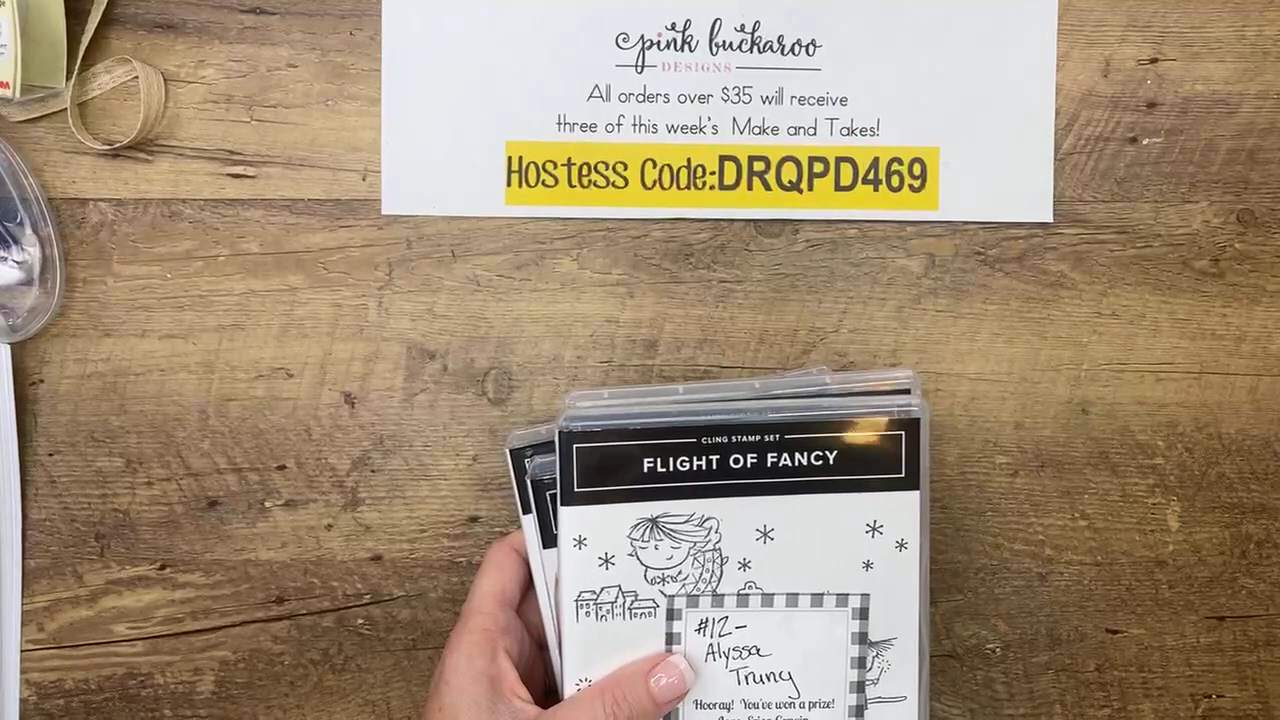 pink buckaroo
DESIGNS
All orders over $35 will receive
three of this week's Make and Takes!
Hostess Code:DRQPD469
CLING STAMP SET
FLIGHT OF FANCY
#12-
Alyssa
Trung
Hooray! You've won a prize!